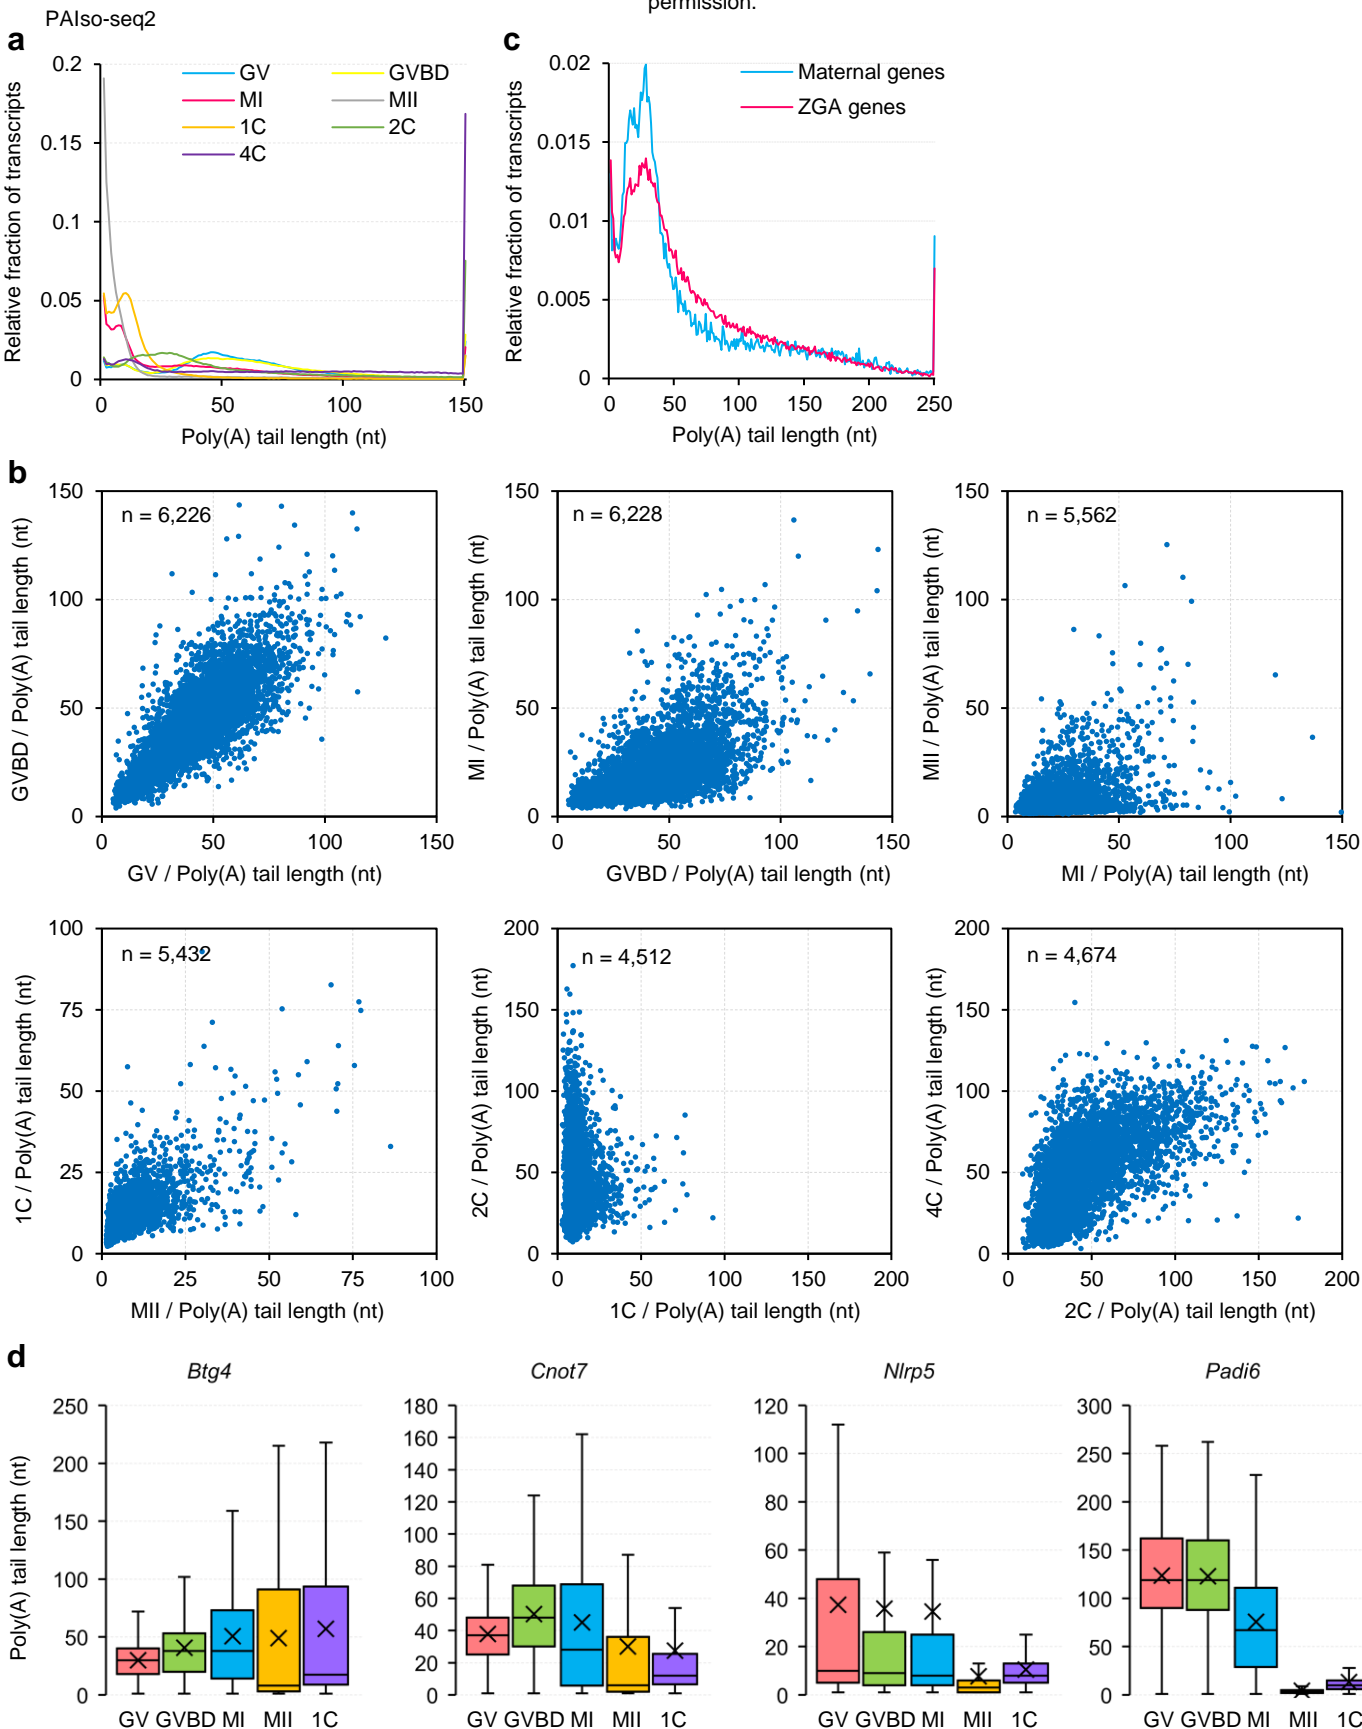 permission.
PAIso-seq2
a
Relative fraction of transcripts
0.2
0.15
0.1
0.05
0
GV
GVBD
MI
MII
1C
2C
4C
0 50 100 150
Poly(A) tail length (nt)
c
Relative fraction of transcripts
0.02
0.015
0.01
0.005
0
Maternal genes
ZGA genes
0 50 100 150 200 250
Poly(A) tail length (nt)
b
GVBD / Poly(A) tail length (nt)
150
100
50
0
n = 6,226
0 50 100 150
GV / Poly(A) tail length (nt)
MI / Poly(A) tail length (nt)
150
100
50
0
n = 6,228
0 50 100 150
GVBD / Poly(A) tail length (nt)
MII / Poly(A) tail length (nt)
150
100
50
0
n = 5,562
0 50 100 150
MI / Poly(A) tail length (nt)
1C / Poly(A) tail length (nt)
100
75
50
25
0
n = 5,432
0 25 50 75 100
MII / Poly(A) tail length (nt)
2C / Poly(A) tail length (nt)
200
150
100
50
0
n = 4,512
0 50 100 150 200
1C / Poly(A) tail length (nt)
4C / Poly(A) tail length (nt)
200
150
100
50
0
n = 4,674
0 50 100 150 200
2C / Poly(A) tail length (nt)
d
Poly(A) tail length (nt)
Btg4
250
200
150
100
50
0
GV GVBD MI MII 1C
Cnot7
180
160
140
120
100
80
60
40
20
0
GV GVBD MI MII 1C
Nlrp5
120
100
80
60
40
20
0
GV GVBD MI MII 1C
Padi6
300
250
200
150
100
50
0
GV GVBD MI MII 1C